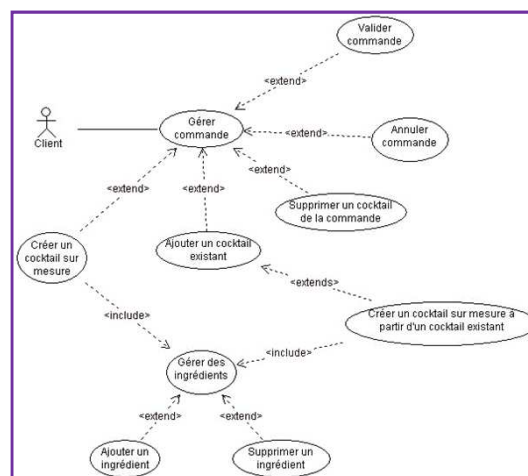 Valider
commande
<extend>
Client
Gérer
commande
<extend>
Annuler
commande
<extend>
<extend>
<extend>
Supprimer un cocktail
de la commande
Créer un
cocktail sur
mesure
Ajouter un cocktail
existant
<extends>
Créer un cocktail sur mesure à
partir d'un cocktail existant
<include>
<include>
Gérer des
ingrédients
<extend>
<extend>
Ajouter un
ingrédient
Supprimer un
ingrédient